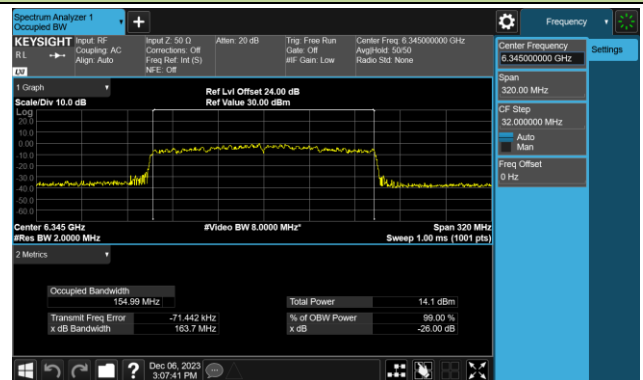 Spectrum Analyzer 1
Occupied BW
+
Frequency
KEYSIGHT
R L
LXI
Input: RF
Coupling: AC
Align: Auto
Input Z: 50 Ω
Corrections: Off
Freq Ref: Int (S)
NFE: Off
Atten: 20 dB
Trig: Free Run
Gate: Off
#IF Gain: Low
Center Freq: 6.345000000 GHz
Avg|Hold: 50/50
Radio Std: None
Center Frequency
6.345000000 GHz
Settings
Span
320.00 MHz
CF Step
32.000000 MHz
Auto
Man
Freq Offset
0 Hz
1 Graph
Scale/Div 10.0 dB
Ref Lvl Offset 24.00 dB
Ref Value 30.00 dBm
Log
20.0
10.0
0.00
-10.0
-20.0
-30.0
-40.0
-50.0
-60.0
Center 6.345 GHz
#Video BW 8.0000 MHz*
Span 320 MHz
#Res BW 2.0000 MHz
Sweep 1.00 ms (1001 pts)
2 Metrics
Occupied Bandwidth
154.99 MHz
Total Power 14.1 dBm
Transmit Freq Error -71.442 kHz
% of OBW Power 99.00 %
x dB Bandwidth 163.7 MHz
x dB -26.00 dB
?
Dec 06, 2023
3:07:41 PM